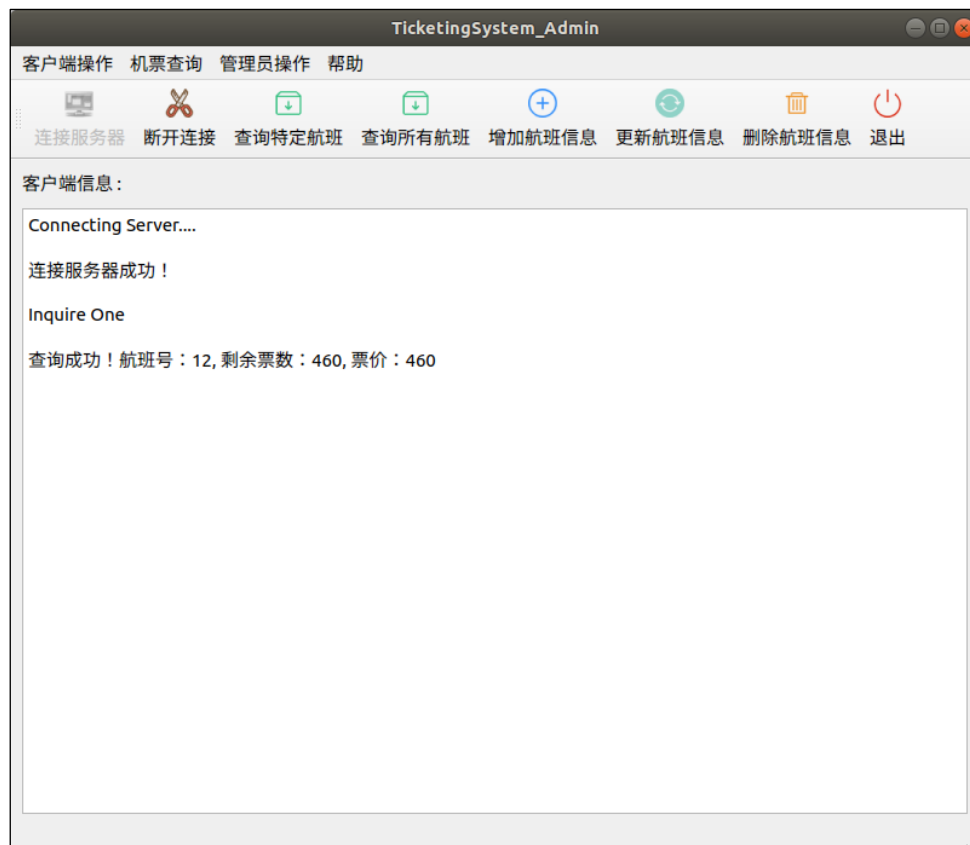 TicketingSystem_Admin
客户端操作 机票查询 管理员操作 帮助
连接服务器 断开连接 查询特定航班 查询所有航班 增加航班信息 更新航班信息 删除航班信息 退出
客户端信息:
Connecting Server....
连接服务器成功！
Inquire One
查询成功！航班号：12, 剩余票数：460, 票价：460